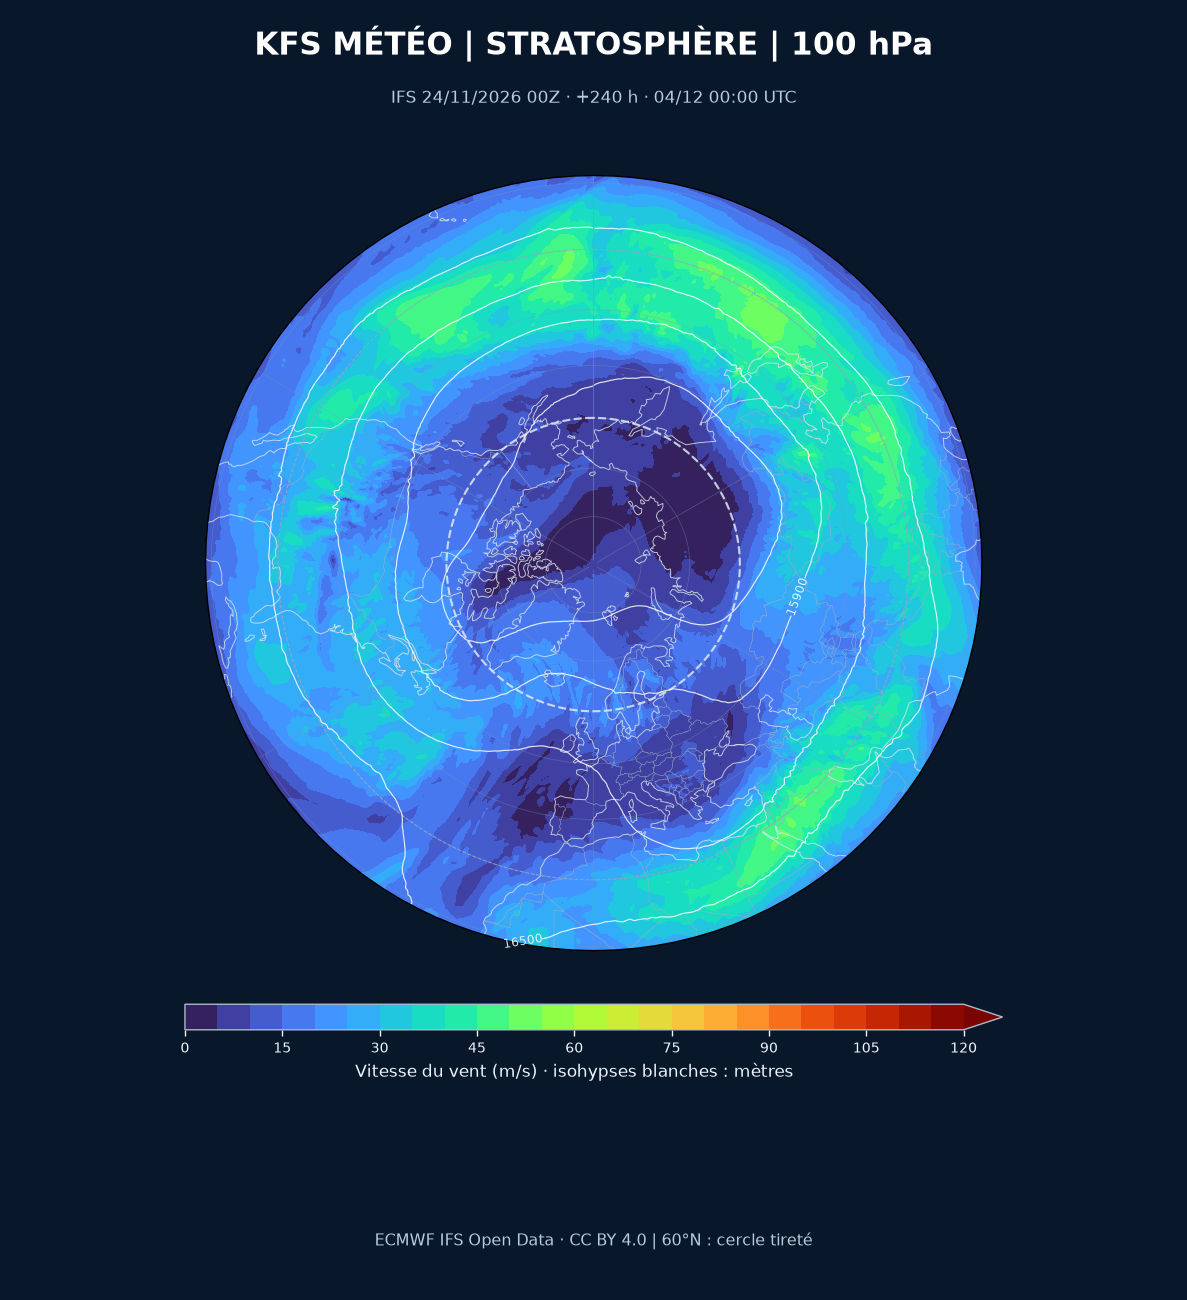 KFS MÉTÉO | STRATOSPHÈRE | 100 hPa
IFS 24/11/2026 00Z · +240 h · 04/12 00:00 UTC
15900
16500
0 15 30 45 60 75 90 105 120
Vitesse du vent (m/s) · isohypses blanches : mètres
ECMWF IFS Open Data · CC BY 4.0 | 60°N : cercle tireté